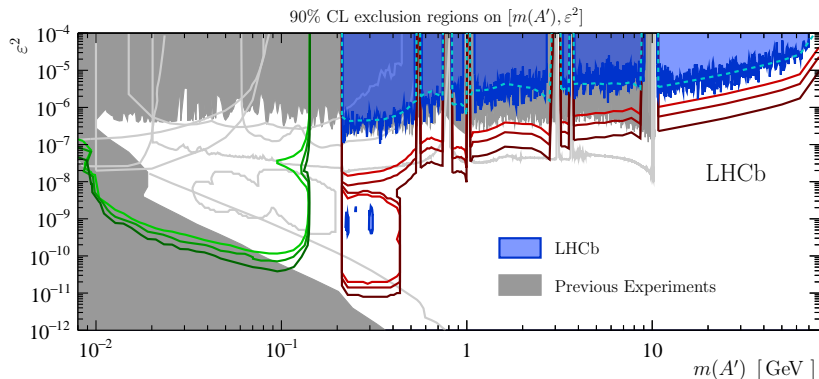 90% CL exclusion regions on [m(A′), ε²]
ε²
10⁻⁴
10⁻⁵
10⁻⁶
10⁻⁷
10⁻⁸
10⁻⁹
10⁻¹⁰
10⁻¹¹
10⁻¹²
LHCb
LHCb
Previous Experiments
10⁻² 10⁻¹ 1 10
m(A′) [GeV]